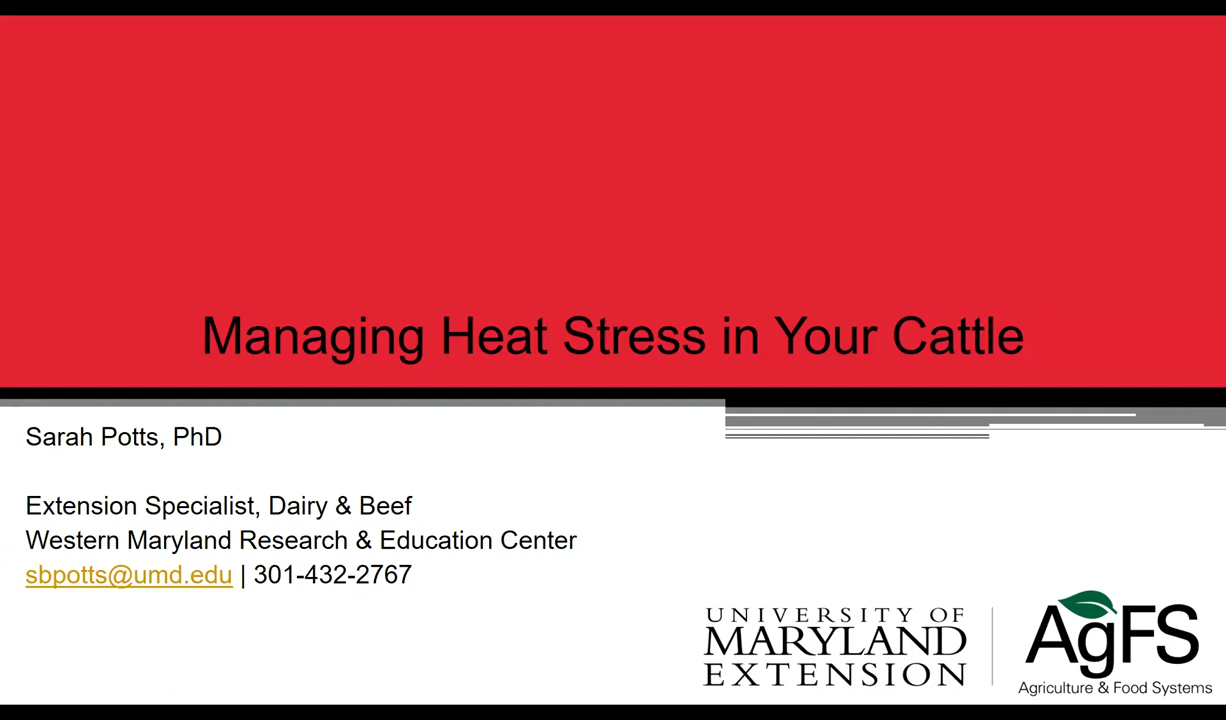 Managing Heat Stress in Your Cattle
Sarah Potts, PhD
Extension Specialist, Dairy & Beef
Western Maryland Research & Education Center
sbpotts@umd.edu | 301-432-2767
UNIVERSITY OF
MARYLAND
EXTENSION
AgFS
Agriculture & Food Systems